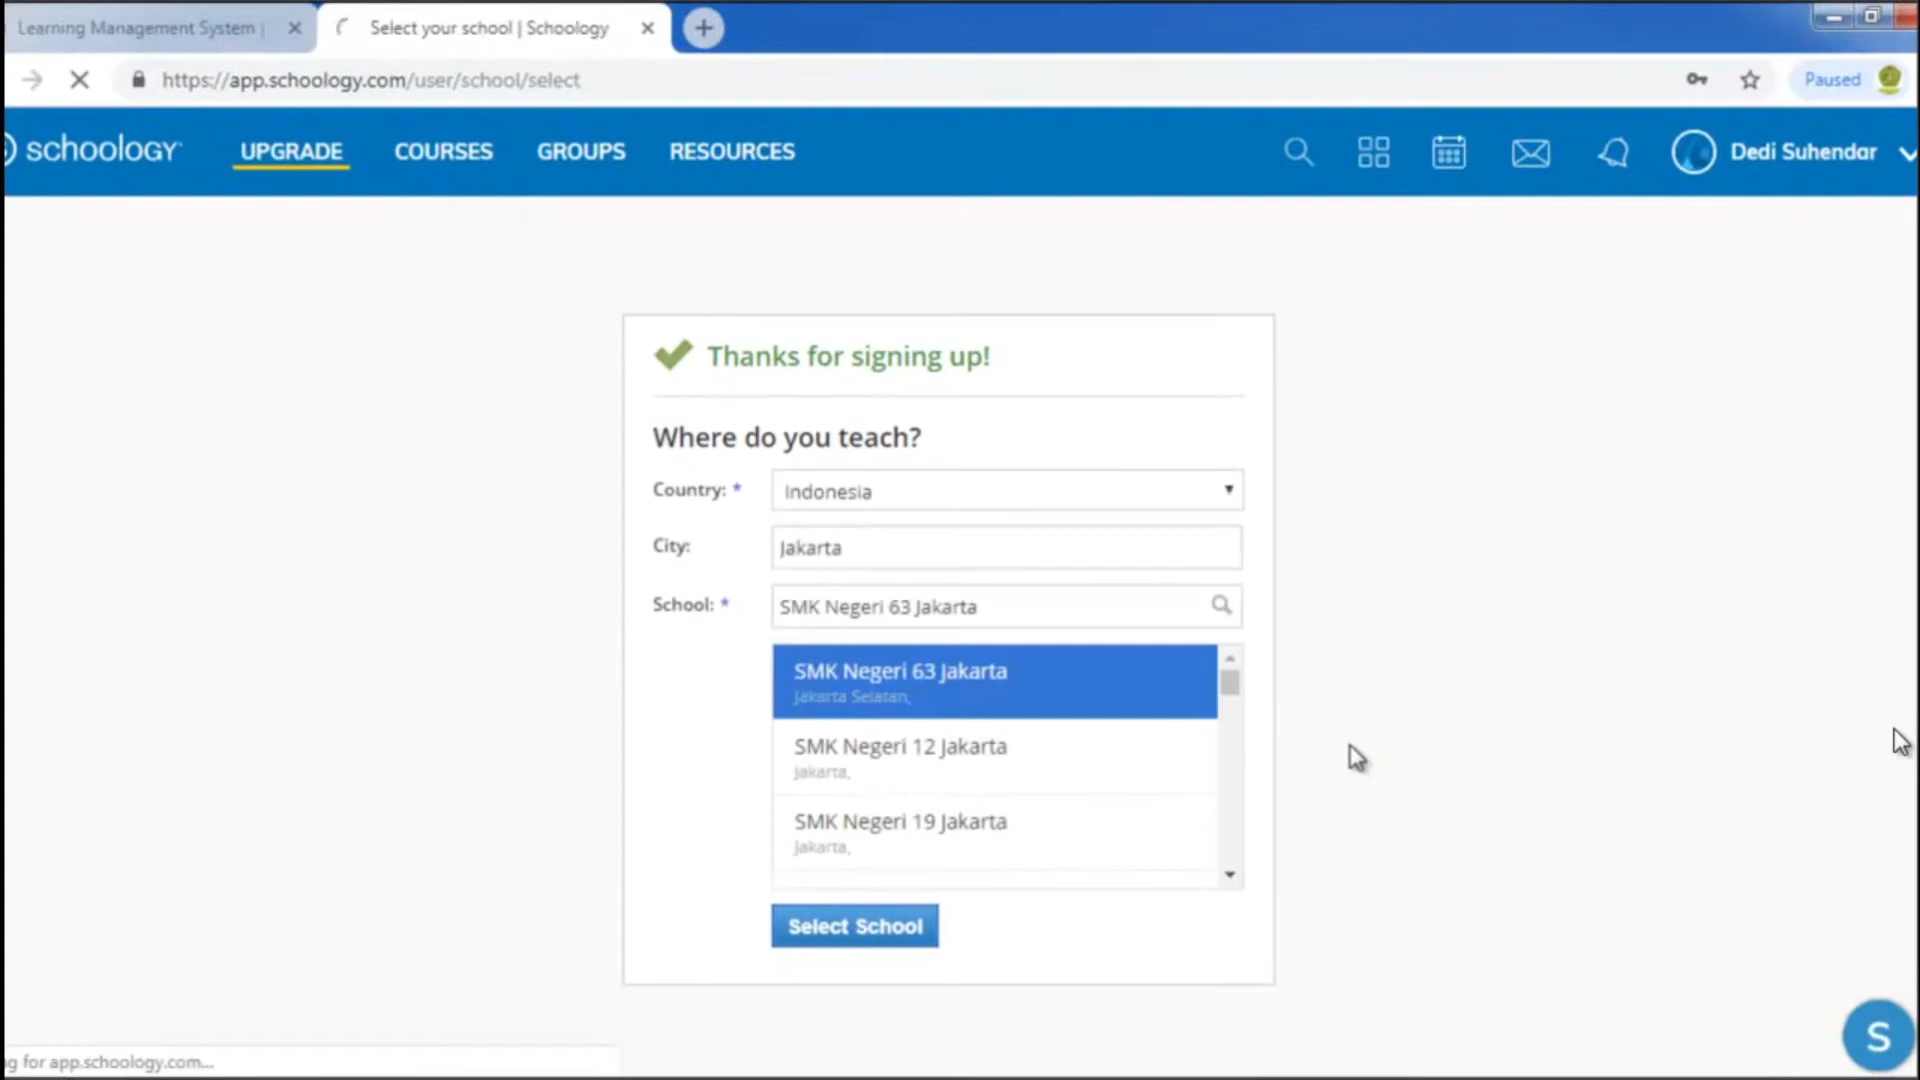 Learning Management System |
Select your school | Schoology
https://app.schoology.com/user/school/select
Paused
schoology
UPGRADE
COURSES
GROUPS
RESOURCES
Dedi Suhendar
Thanks for signing up!
Where do you teach?
Country: *
Indonesia
City:
Jakarta
School: *
SMK Negeri 63 Jakarta
SMK Negeri 63 Jakarta
Jakarta Selatan,
SMK Negeri 12 Jakarta
Jakarta,
SMK Negeri 19 Jakarta
Jakarta,
Select School
S
g for app.schoology.com...